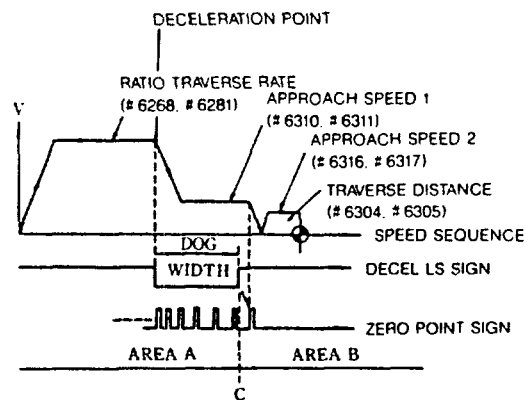 DECELERATION POINT
RATIO TRAVERSE RATE
(# 6268, # 6281)
V
APPROACH SPEED 1
(# 6310, # 6311)
APPROACH SPEED 2
(# 6316, # 6317)
TRAVERSE DISTANCE
(# 6304, # 6305)
SPEED SEQUENCE
DOG
WIDTH
DECEL LS SIGN
ZERO POINT SIGN
AREA A
AREA B
C